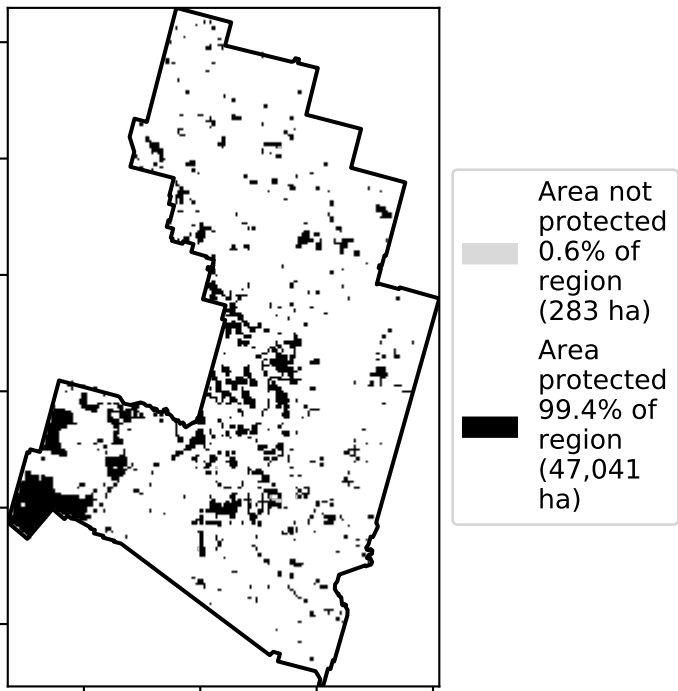 Area not
protected
0.6% of
region
(283 ha)
Area
protected
99.4% of
region
(47,041
ha)